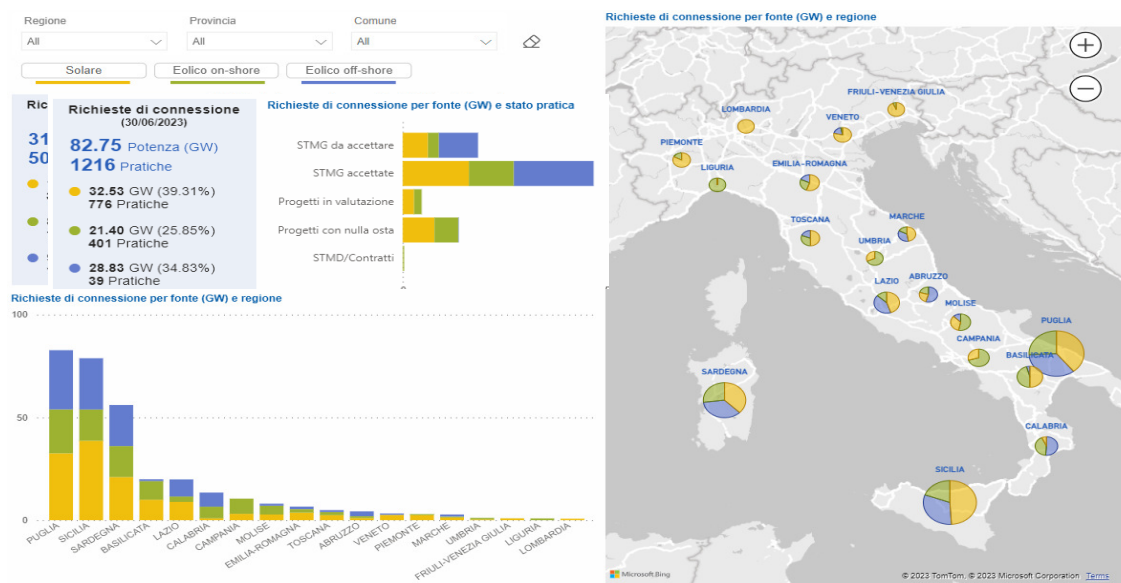 Regione
Provincia
Comune
All
All
All
Solare
Eolico on-shore
Eolico off-shore
Ric
31
50
Richieste di connessione
(30/06/2023)
82.75 Potenza (GW)
1216 Pratiche
32.53 GW (39.31%)
776 Pratiche
21.40 GW (25.85%)
401 Pratiche
28.83 GW (34.83%)
39 Pratiche
Richieste di connessione per fonte (GW) e stato pratica
STMG da accettare
STMG accettate
Progetti in valutazione
Progetti con nulla osta
STMD/Contratti
0
Richieste di connessione per fonte (GW) e regione
100
50
0
PUGLIA
SICILIA
SARDEGNA
BASILICATA
LAZIO
CALABRIA
CAMPANIA
MOLISE
EMILIA-ROMAGNA
TOSCANA
ABRUZZO
VENETO
PIEMONTE
MARCHE
UMBRIA
FRIULI-VENEZIA GIULIA
LIGURIA
LOMBARDIA
Richieste di connessione per fonte (GW) e regione
FRIULI-VENEZIA GIULIA
LOMBARDIA
VENETO
PIEMONTE
EMILIA-ROMAGNA
LIGURIA
TOSCANA
MARCHE
UMBRIA
LAZIO
ABRUZZO
MOLISE
PUGLIA
CAMPANIA
BASILICATA
SARDEGNA
CALABRIA
SICILIA
Microsoft Bing
© 2023 TomTom, © 2023 Microsoft Corporation Terms